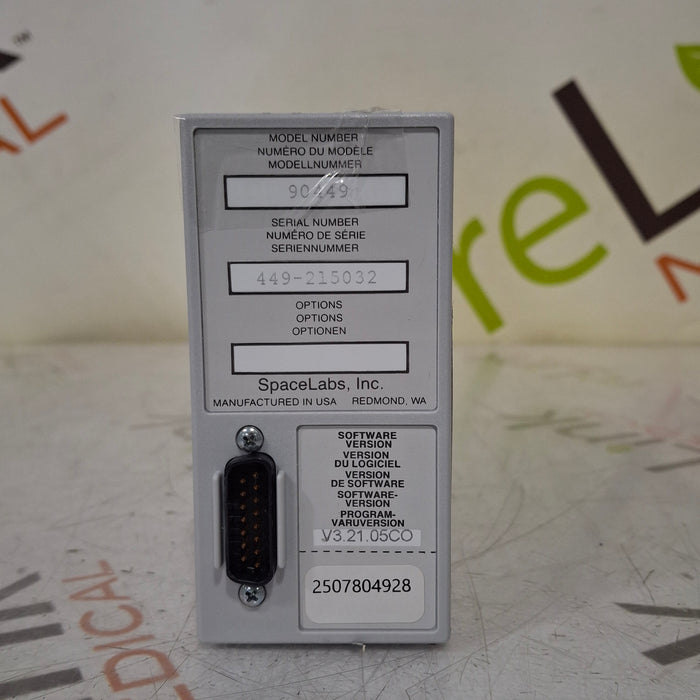 MODEL NUMBER
NUMÉRO DU MODÈLE
MODELLNUMMER
90449
SERIAL NUMBER
NUMÉRO DE SÉRIE
SERIENNUMMER
449-215032
OPTIONS
OPTIONS
OPTIONEN
SpaceLabs, Inc.
MANUFACTURED IN USA REDMOND, WA
SOFTWARE
VERSION
VERSION
DU LOGICIEL
VERSION
DE SOFTWARE
SOFTWARE-
VERSION
PROGRAM-
VARUVERSION
V3.21.05CO
2507804928